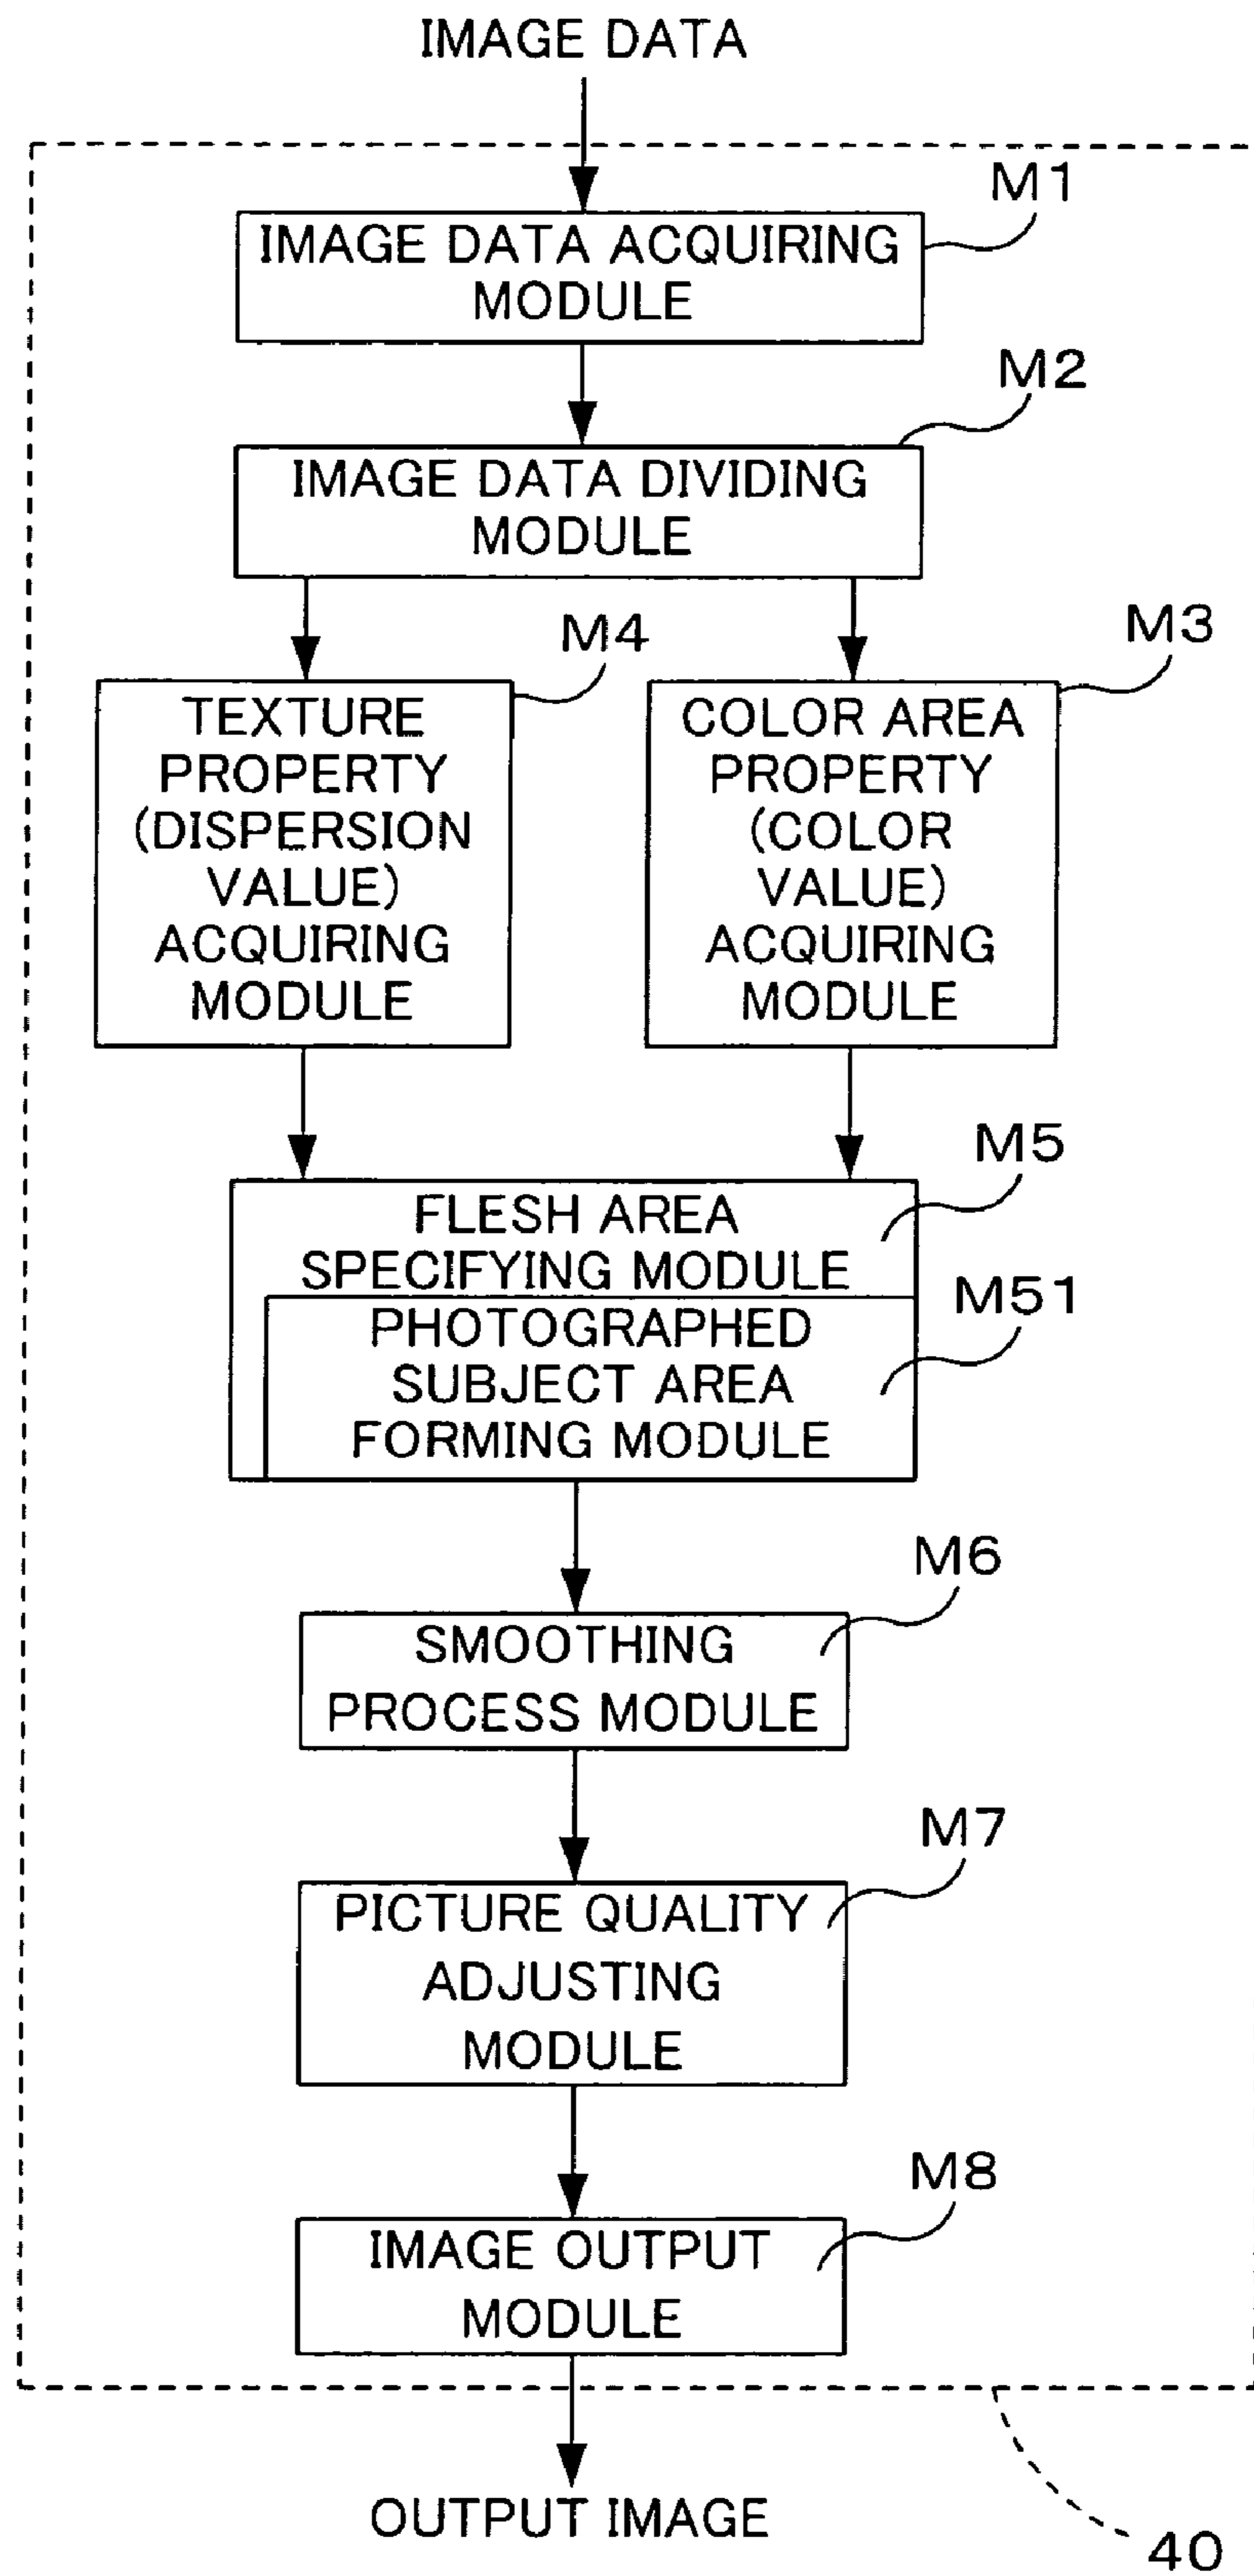 IMAGE DATA
M1
IMAGE DATA ACQUIRING
MODULE
M2
IMAGE DATA DIVIDING
MODULE
M4
TEXTURE
PROPERTY
(DISPERSION
VALUE)
ACQUIRING
MODULE
M3
COLOR AREA
PROPERTY
(COLOR
VALUE)
ACQUIRING
MODULE
M5
FLESH AREA
SPECIFYING MODULE
M51
PHOTOGRAPHED
SUBJECT AREA
FORMING MODULE
M6
SMOOTHING
PROCESS MODULE
M7
PICTURE QUALITY
ADJUSTING
MODULE
M8
IMAGE OUTPUT
MODULE
OUTPUT IMAGE
40